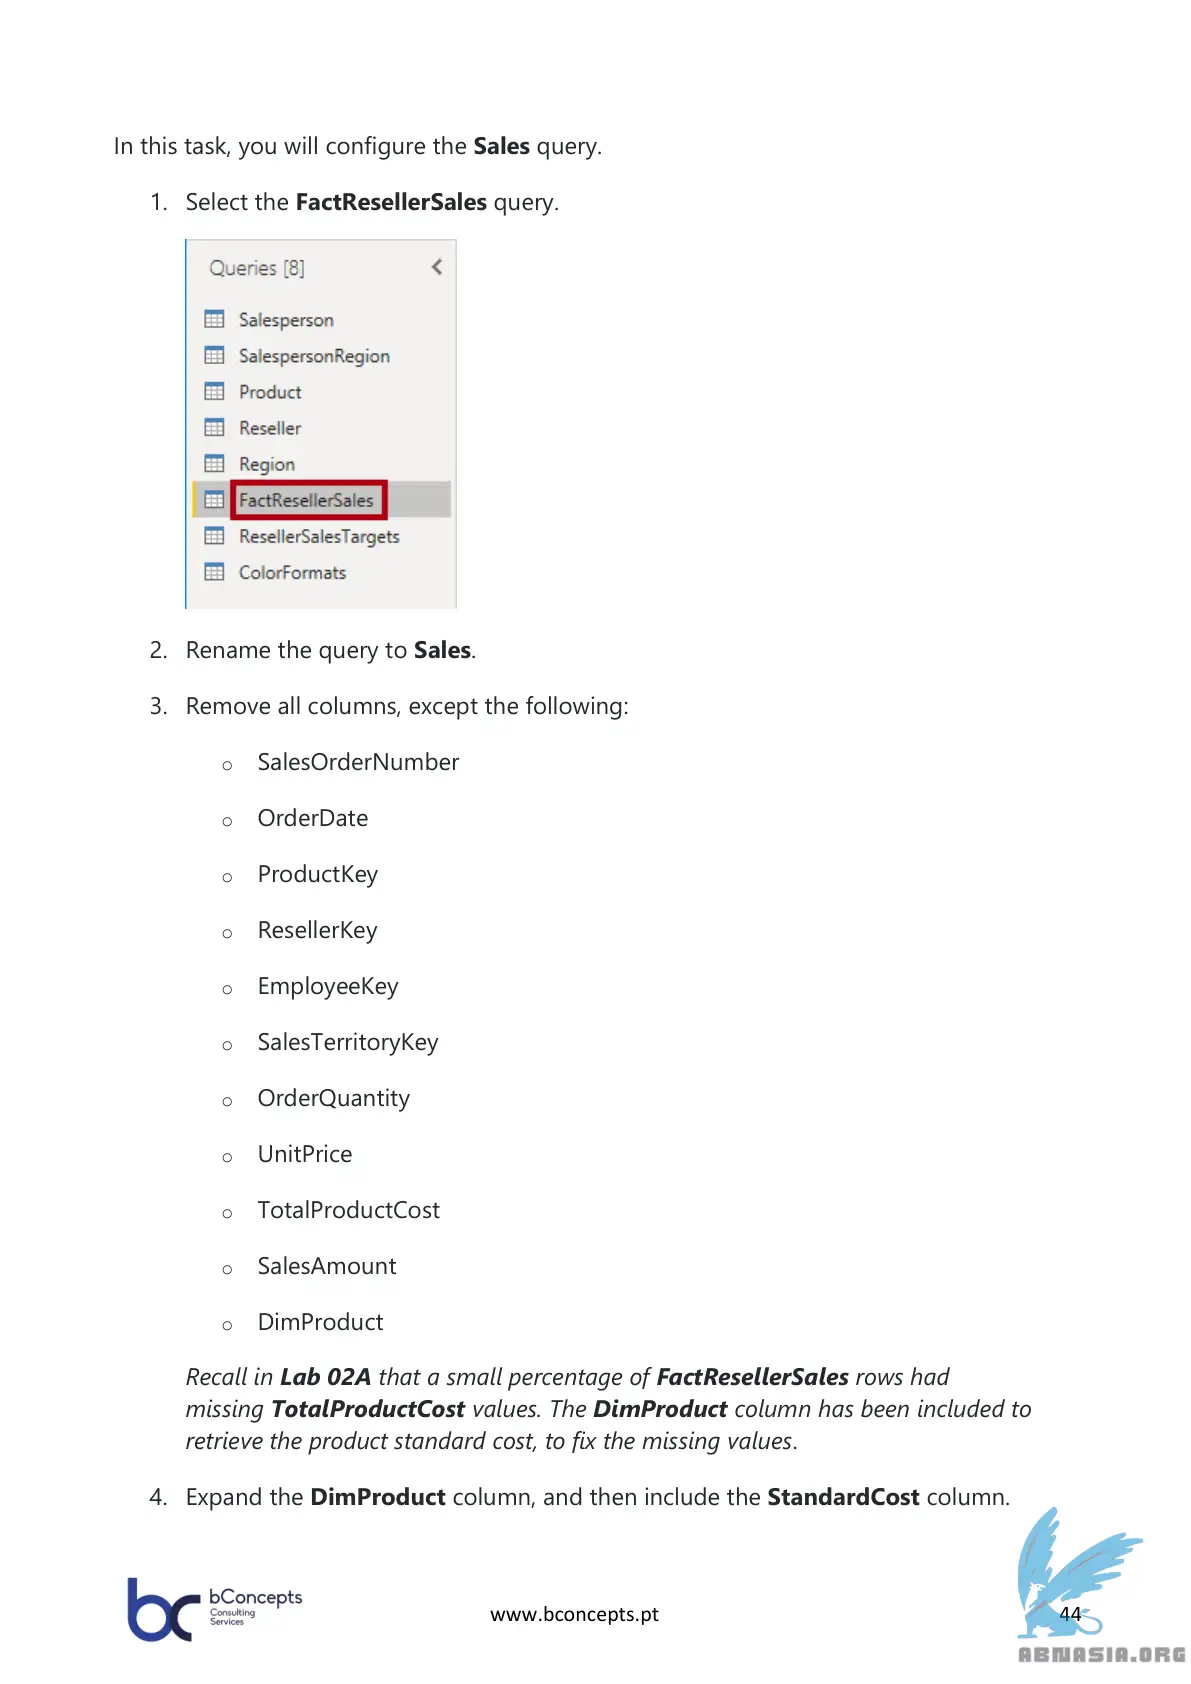 In this task, you will configure the Sales query.
1. Select the FactResellerSales query.
Queries [8]
Salesperson
SalespersonRegion
Product
Reseller
Region
FactResellerSales
ResellerSalesTargets
ColorFormats
2. Rename the query to Sales.
3. Remove all columns, except the following:
o SalesOrderNumber
o OrderDate
o ProductKey
o ResellerKey
o EmployeeKey
o SalesTerritoryKey
o OrderQuantity
o UnitPrice
o TotalProductCost
o SalesAmount
o DimProduct
Recall in Lab 02A that a small percentage of FactResellerSales rows had
missing TotalProductCost values. The DimProduct column has been included to
retrieve the product standard cost, to fix the missing values.
4. Expand the DimProduct column, and then include the StandardCost column.
bc bConcepts
Consulting
Services
www.bconcepts.pt
44
ABNASIA.ORG